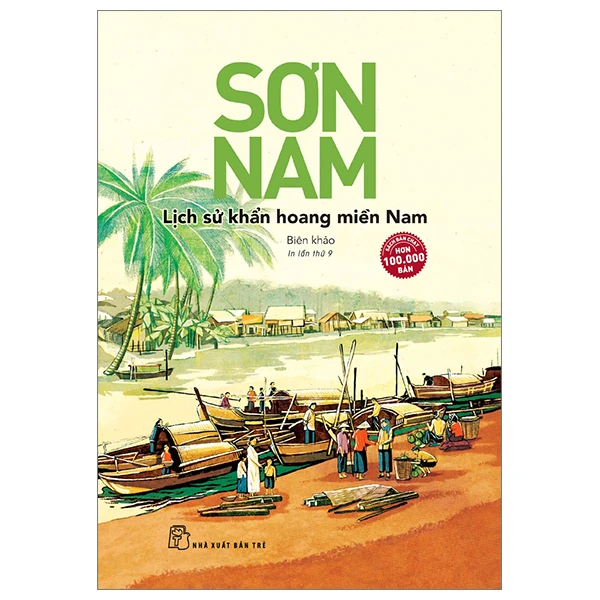 SƠN
NAM
Lịch sử khẩn hoang miền Nam
Biên khảo
In lần thứ 9
SÁCH BÁN CHẠY
HƠN
100.000
BẢN
NHÀ XUẤT BẢN TRẺ